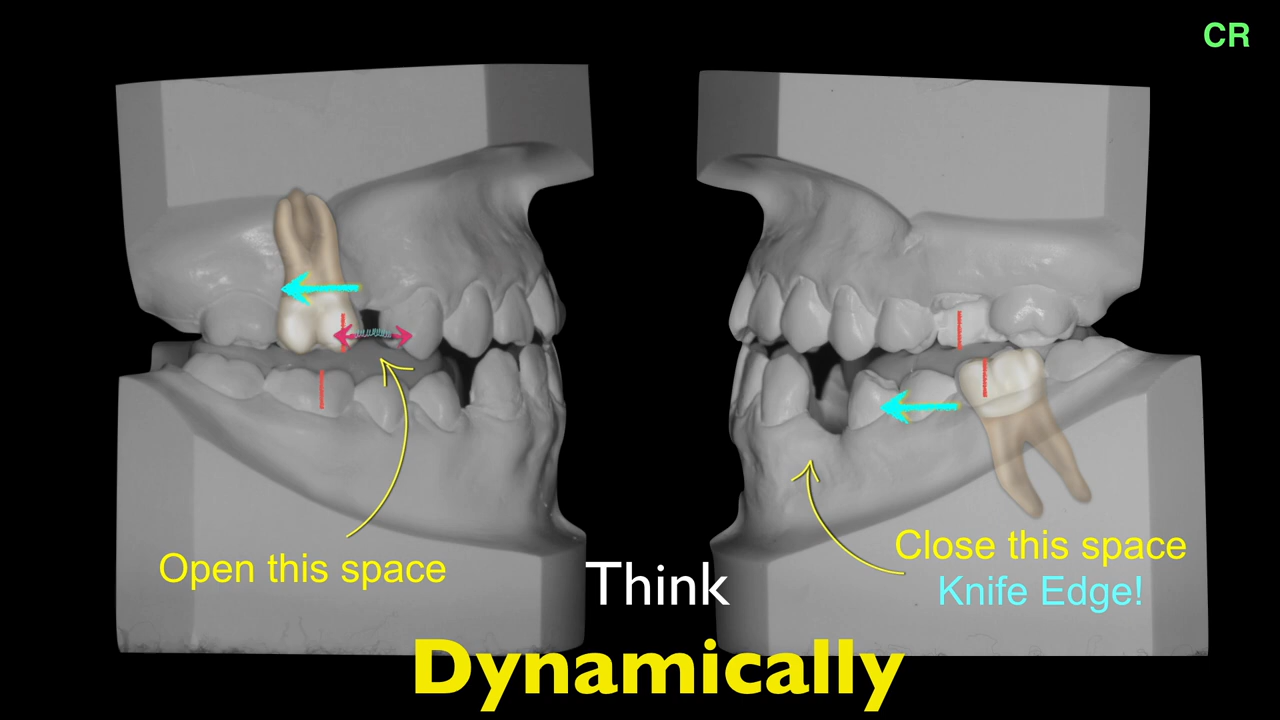 CR
Open this space
Close this space
Knife Edge!
Think
Dynamically